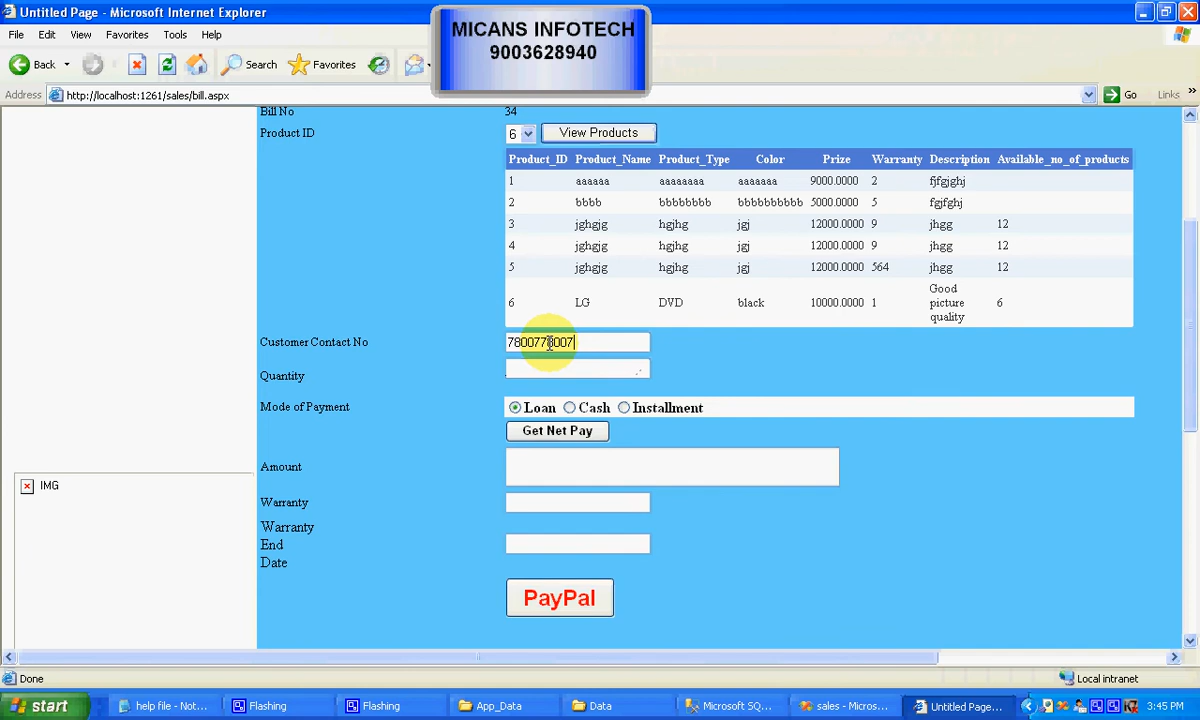 Untitled Page - Microsoft Internet Explorer
MICANS INFOTECH
9003628940
File Edit View Favorites Tools Help
Back Search Favorites
Address http://localhost:1261/sales/bill.aspx Go Links »
Bill No 34
Product ID 6 View Products
Product_ID Product_Name Product_Type Color Prize Warranty Description Available_no_of_products
1 aaaaaa aaaaaaaa aaaaaaa 9000.0000 2 fjfgjghj
2 bbbb bbbbbbbb bbbbbbbbbb 5000.0000 5 fgjfghj
3 jghgjg hgjhg jgj 12000.0000 9 jhgg 12
4 jghgjg hgjhg jgj 12000.0000 9 jhgg 12
5 jghgjg hgjhg jgj 12000.0000 564 jhgg 12
6 LG DVD black 10000.0000 1 Good picture quality 6
Customer Contact No
Quantity
Mode of Payment Loan Cash Installment
Get Net Pay
Amount
IMG
Warranty
Warranty
End
Date
PayPal
Done Local intranet
start help file - Not... Flashing Flashing App_Data Data Microsoft SQ... sales - Micros... Untitled Page... 3:45 PM